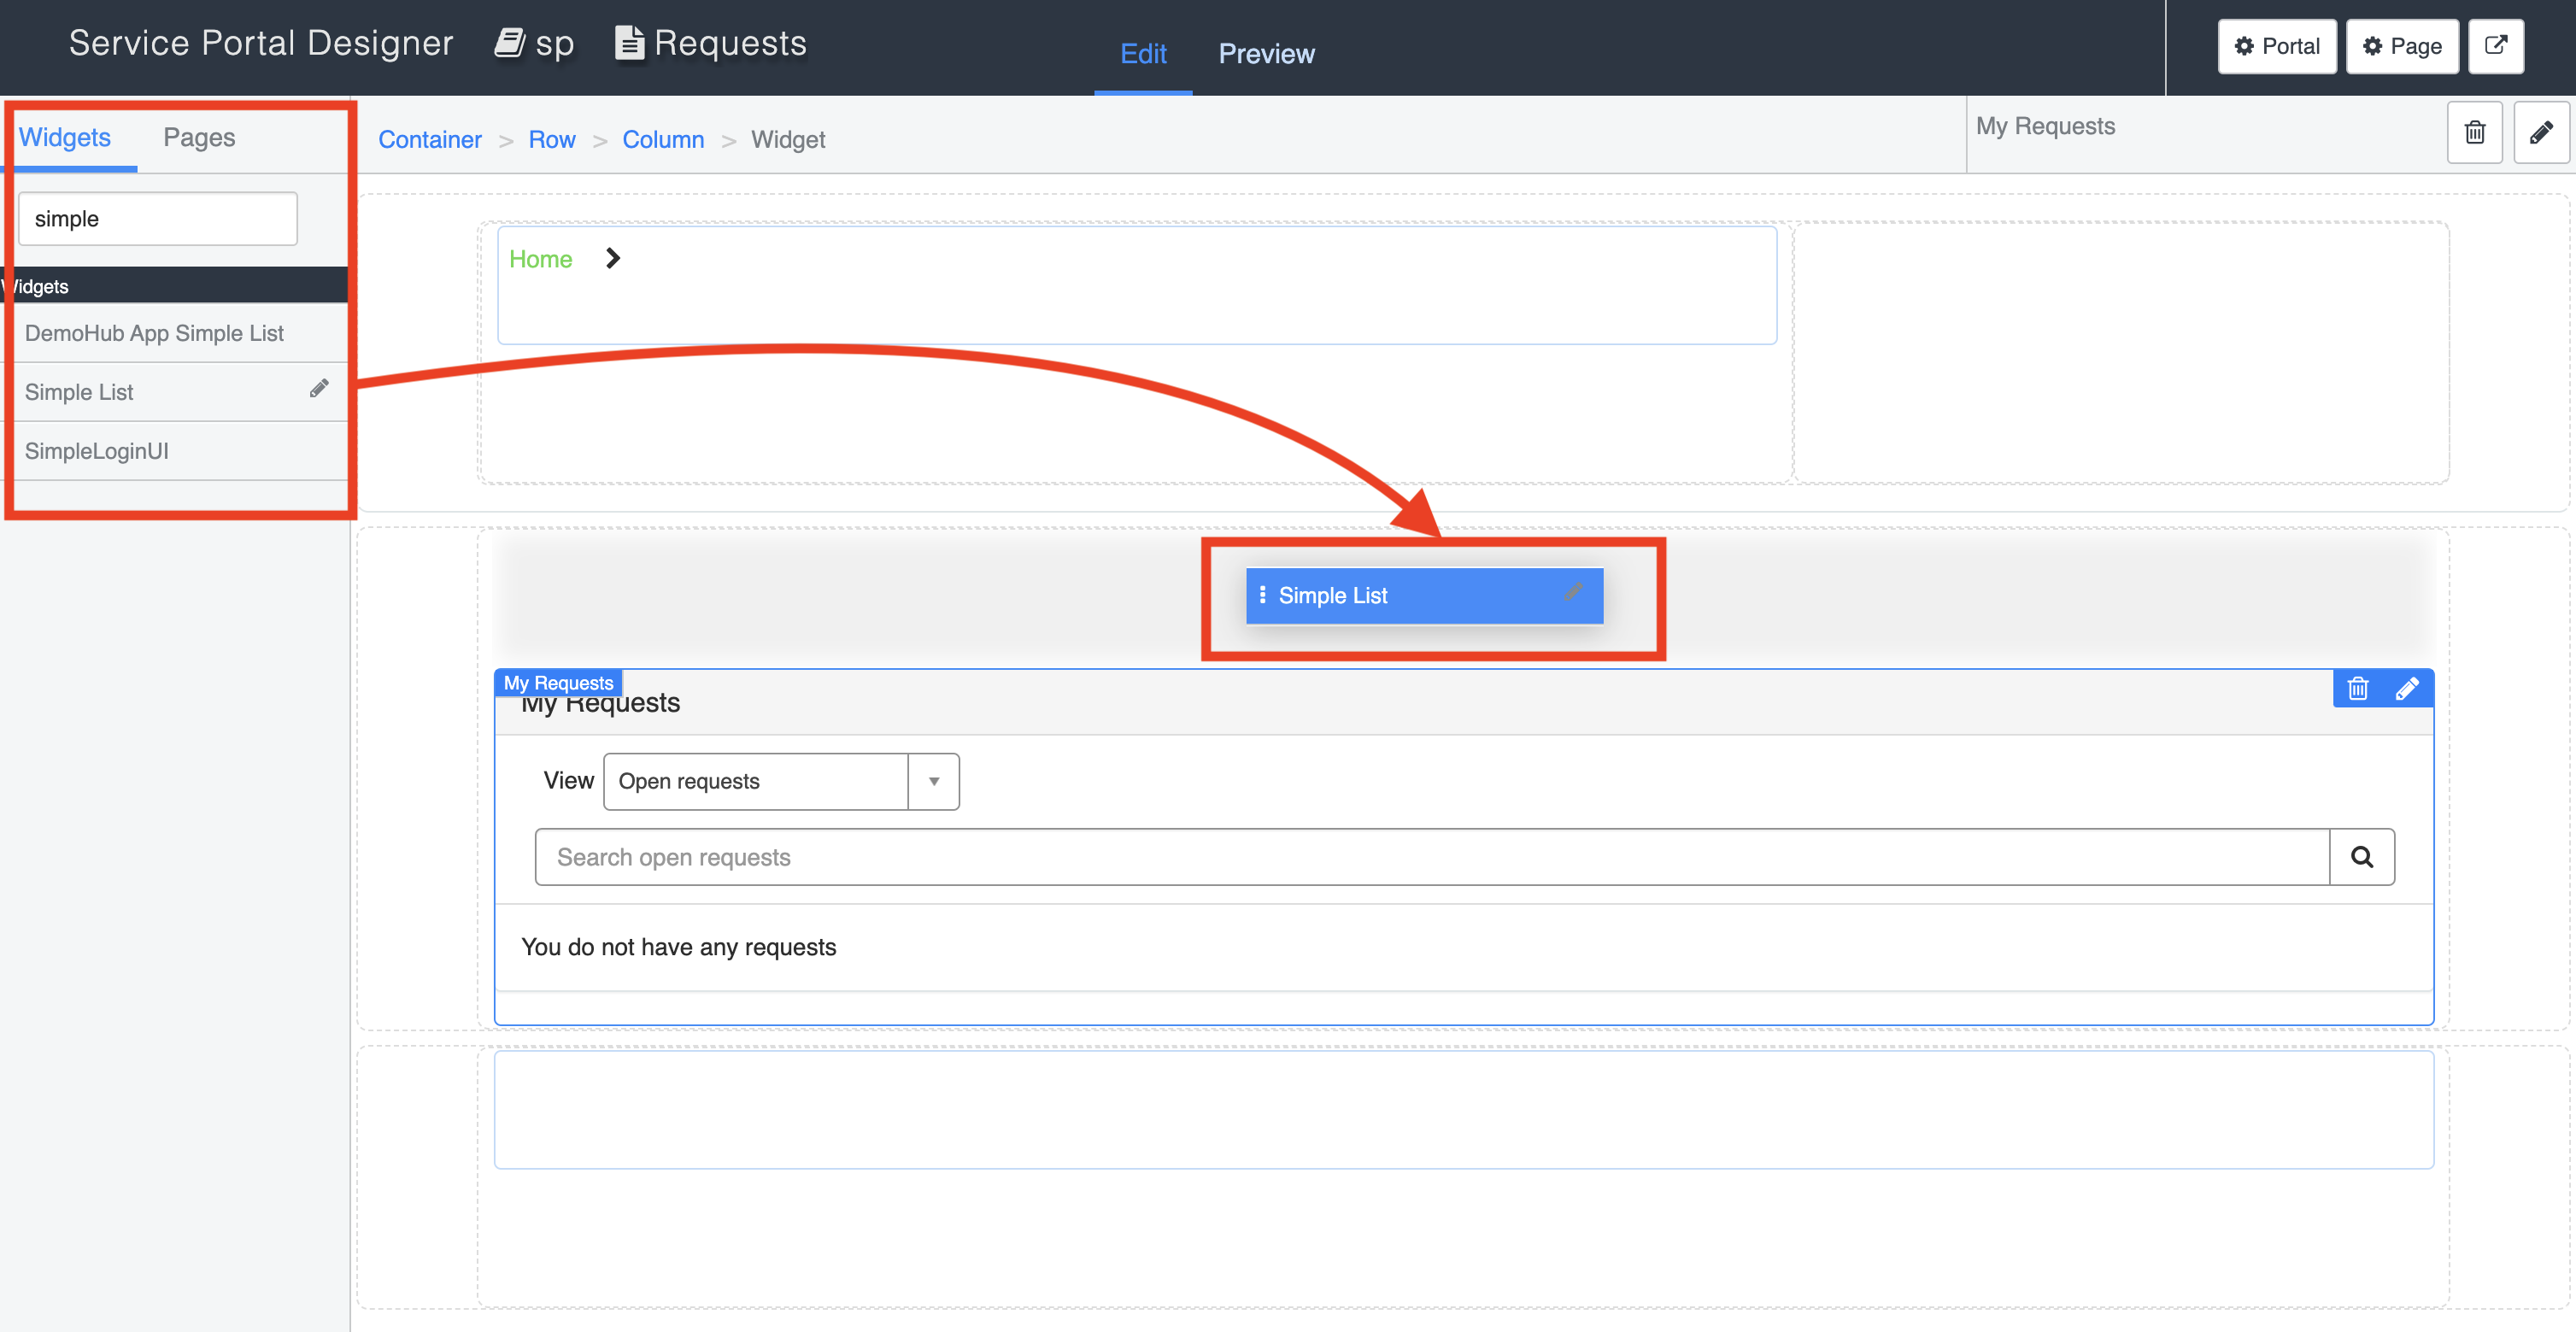 Service Portal Designer sp Requests
Edit Preview
Portal Page
Widgets Pages
Container > Row > Column > Widget
My Requests
simple
Widgets
DemoHub App Simple List
Simple List
SimpleLoginUI
Home
Simple List
My Requests
My Requests
View Open requests
Search open requests
You do not have any requests